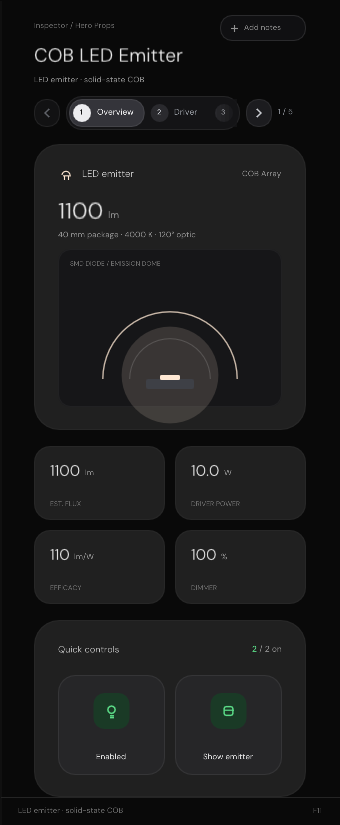 Inspector / Hero Props
Add notes
COB LED Emitter
LED emitter · solid-state COB
1 Overview 2 Driver 3
1 / 5
LED emitter COB Array
1100 lm
40 mm package · 4000 K · 120° optic
SMD DIODE / EMISSION DOME
1100 lm
EST. FLUX
10.0 W
DRIVER POWER
110 lm/W
EFFICACY
100 %
DIMMER
Quick controls 2 / 2 on
Enabled
Show emitter
LED emitter · solid-state COB F11